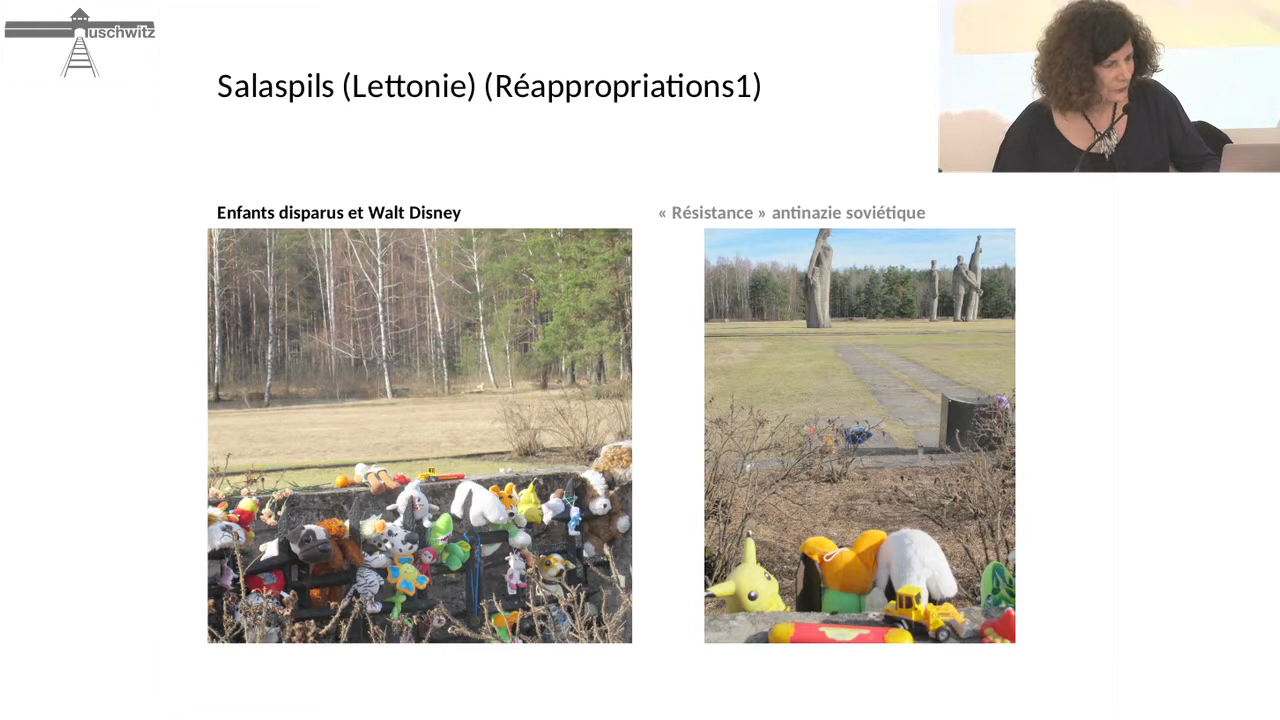 uschwitz
Salaspils (Lettonie) (Réappropriations1)
Enfants disparus et Walt Disney
« Résistance » antinazie soviétique